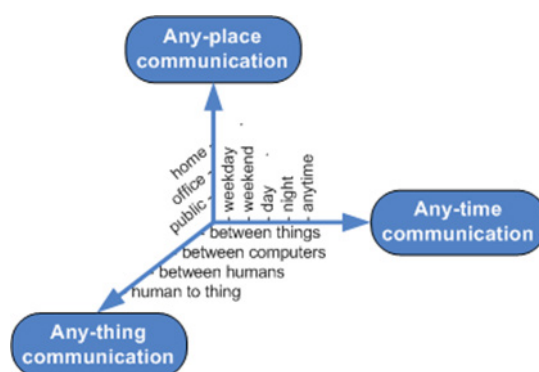 Any-place
communication
home
office
public
weekday
weekend
day
night
anytime
Any-time
communication
between things
between computers
between humans
human to thing
Any-thing
communication